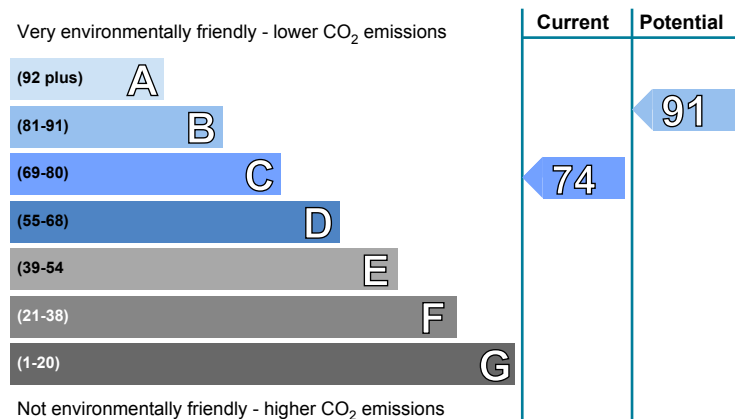 Current Potential
Very environmentally friendly - lower CO₂ emissions
(92 plus) A
(81-91) B
91
(69-80) C
74
(55-68) D
(39-54 E
(21-38) F
(1-20) G
Not environmentally friendly - higher CO₂ emissions